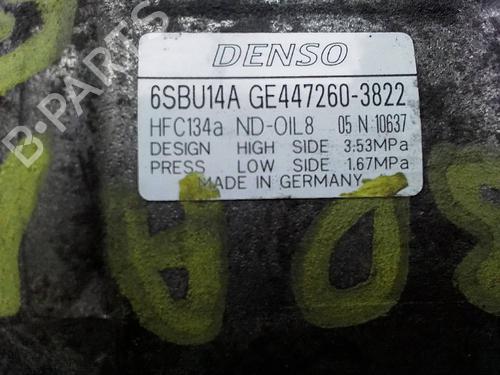 DENSO
6SBU14A GE447260-3822
HFC134a ND-OIL8 05 N 10637
DESIGN HIGH SIDE 3.53MPa
PRESS LOW SIDE 1.67MPa
MADE IN GERMANY
B-PARTS